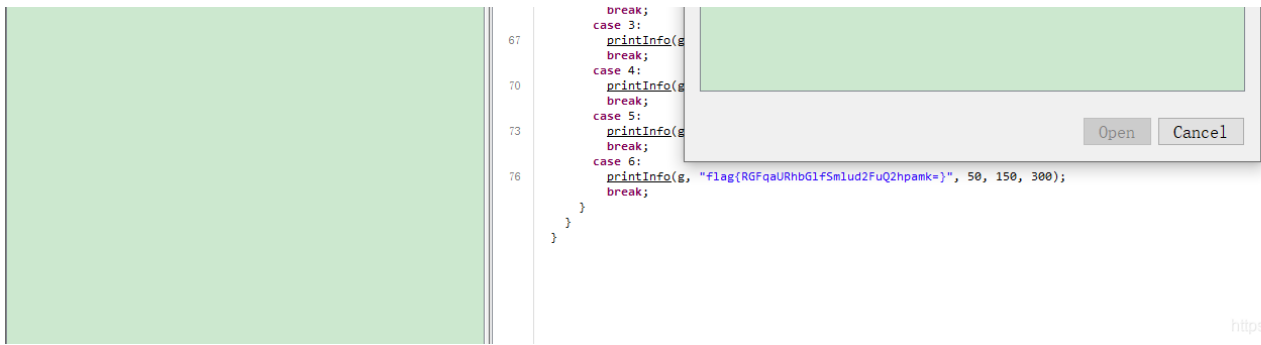 break;
case 3:
67 printInfo(g
break;
case 4:
70 printInfo(g
break;
case 5:
73 printInfo(g
break;
case 6:
76 printInfo(g, "flag{RGFqaURhbGlfSmlud2FuQ2hpamk=}", 50, 150, 300);
break;
}
}
}
Open Cancel
https